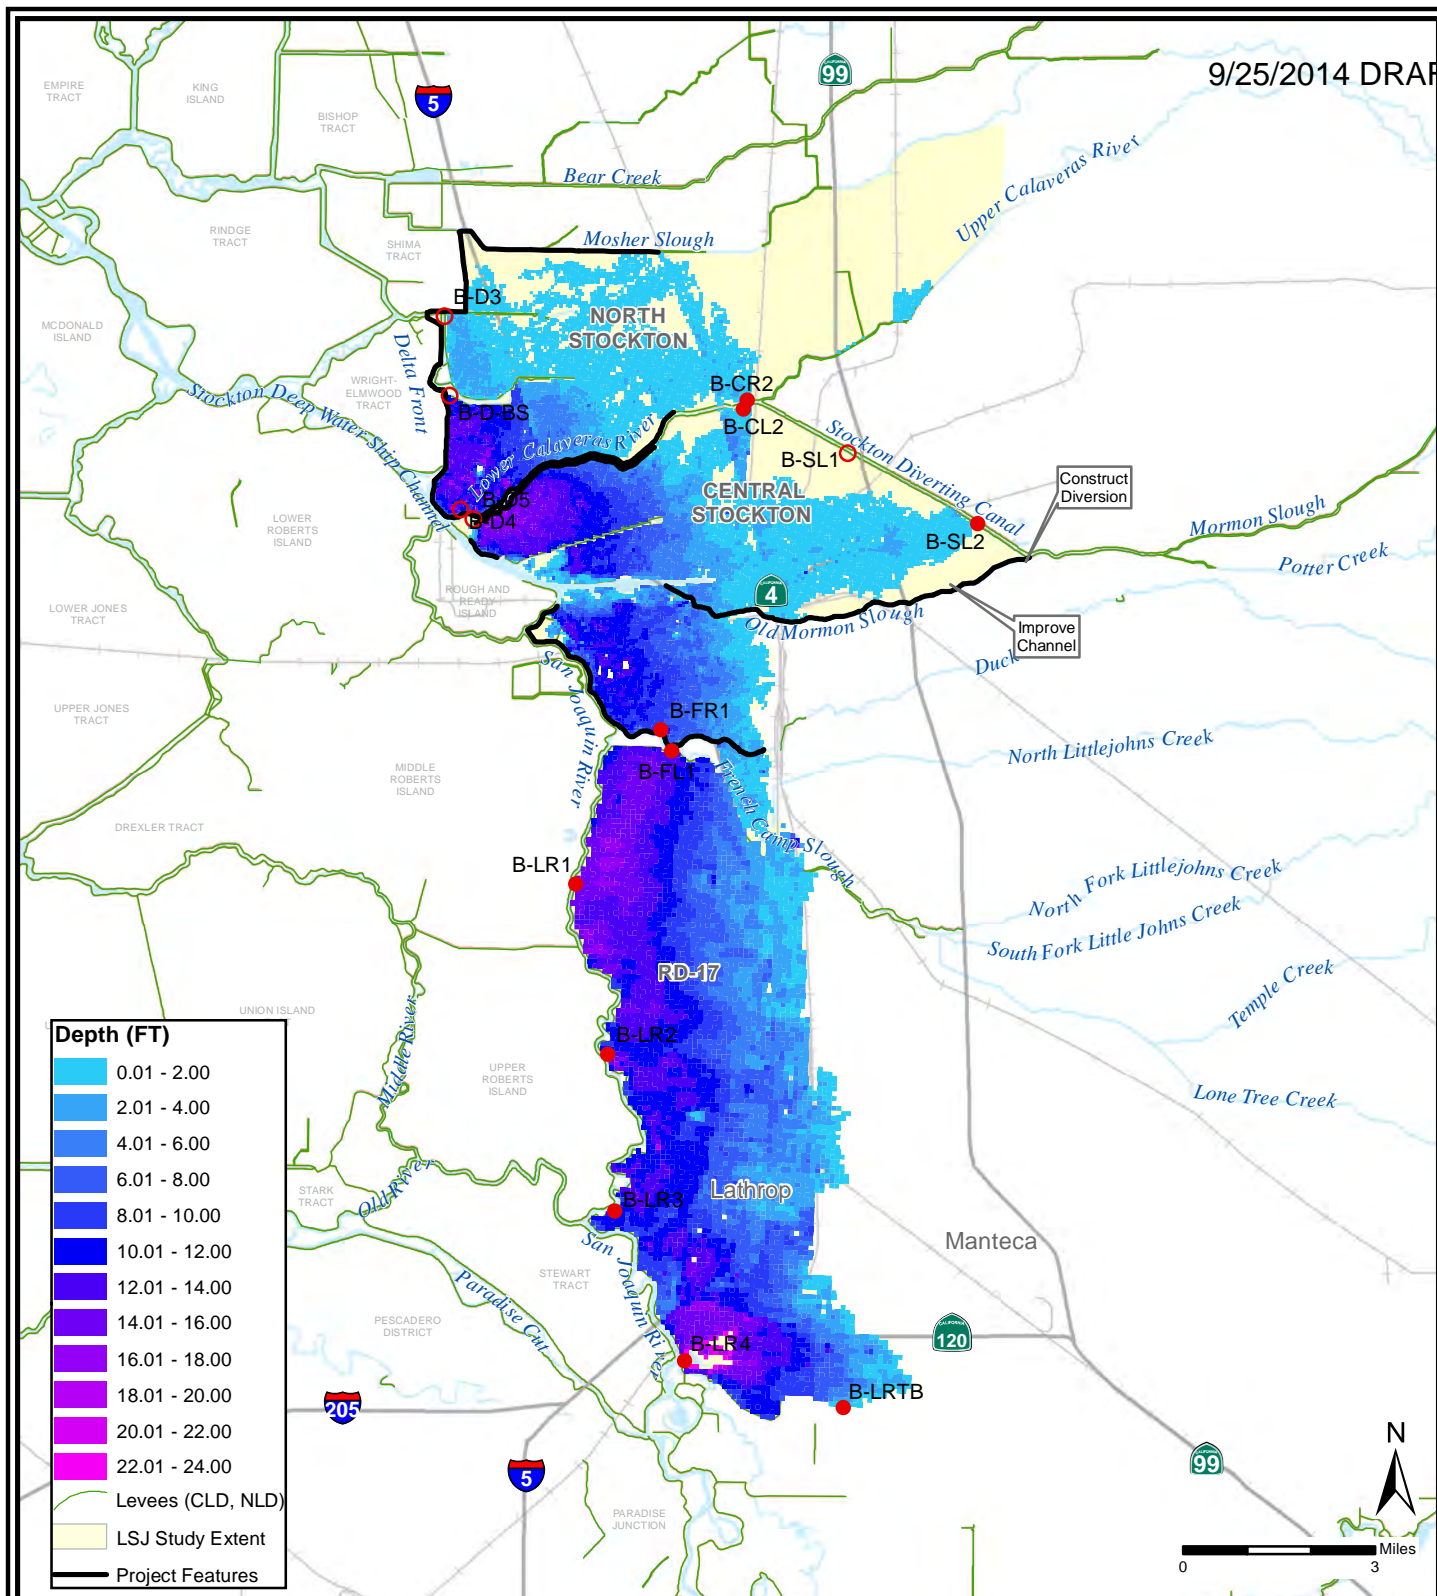 9/25/2014 DRAF
EMPIRE
TRACT
KING
ISLAND
BISHOP
TRACT
5
CALIFORNIA
99
Bear Creek
Upper Calaveras River
RINDGE
TRACT
SHIMA
TRACT
Mosher Slough
B-D3
NORTH
STOCKTON
MCDONALD
ISLAND
Delta Front
WRIGHT-
ELMWOOD
TRACT
Stockton Deep Water Ship Channel
B-D-BS
B-CR2
B-CL2
Lower Calaveras River
Stockton Diverting Canal
B-SL1
Construct
Diversion
CENTRAL
STOCKTON
B-D5
B-D4
LOWER
ROBERTS
ISLAND
B-SL2
Mormon Slough
Potter Creek
ROUGH AND
READY
ISLAND
CALIFORNIA
4
LOWER JONES
TRACT
Old Mormon Slough
Improve
Channel
Duck
San Joaquin River
UPPER JONES
TRACT
B-FR1
North Littlejohns Creek
MIDDLE
ROBERTS
ISLAND
B-FL1
French Camp Slough
DREXLER TRACT
B-LR1
North Fork Littlejohns Creek
South Fork Little Johns Creek
RD-17
Temple Creek
UNION ISLAND
Middle River
B-LR2
UPPER
ROBERTS
ISLAND
Lone Tree Creek
STARK
TRACT
Old River
Lathrop
B-LR3
San Joaquin River
Manteca
STEWART
TRACT
Paradise Cut
PESCADERO
DISTRICT
CALIFORNIA
120
B-LR4
B-LRTB
205
5
CALIFORNIA
99
PARADISE
JUNCTION
N
Miles
0
3
Depth (FT)
0.01 - 2.00
2.01 - 4.00
4.01 - 6.00
6.01 - 8.00
8.01 - 10.00
10.01 - 12.00
12.01 - 14.00
14.01 - 16.00
16.01 - 18.00
18.01 - 20.00
20.01 - 22.00
22.01 - 24.00
Levees (CLD, NLD)
LSJ Study Extent
Project Features